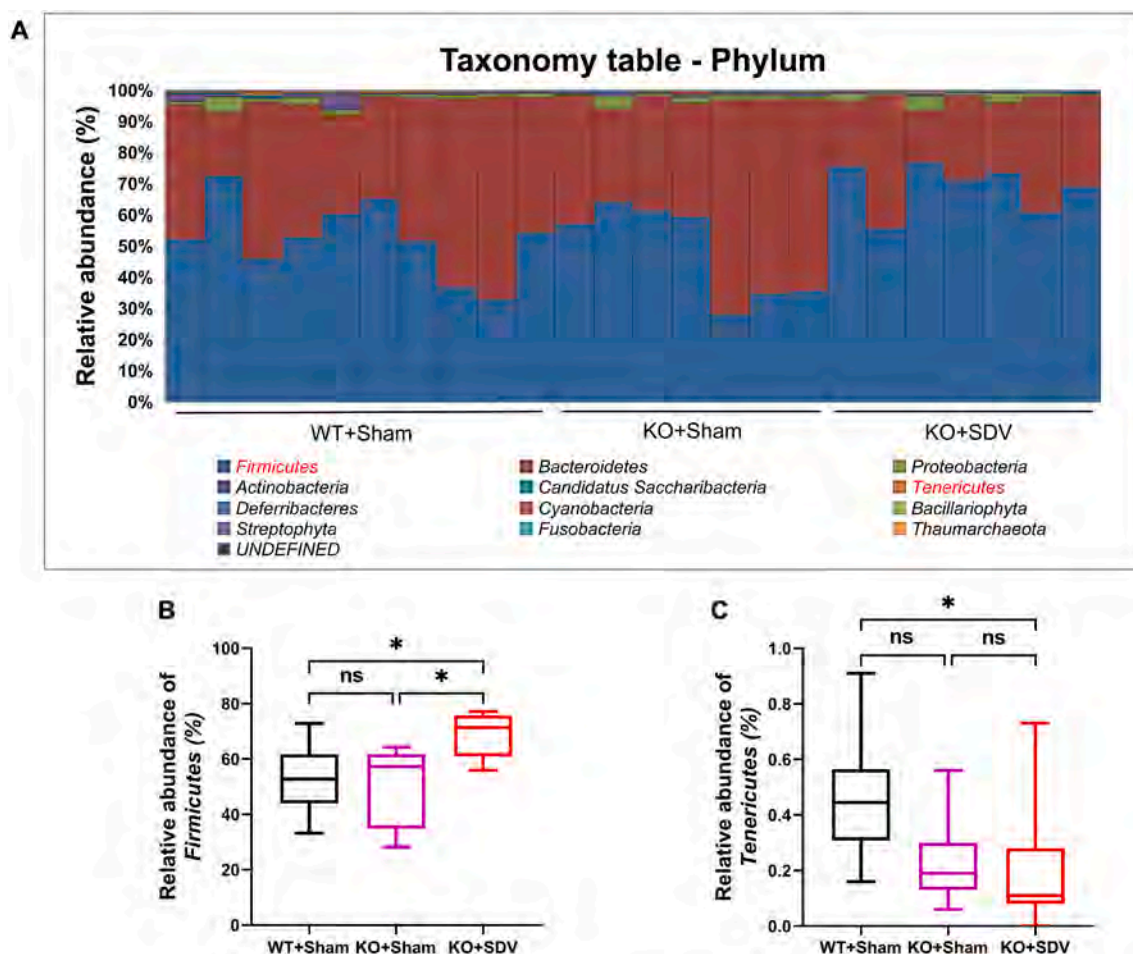 A
Taxonomy table - Phylum
Relative abundance (%)
100%
90%
80%
70%
60%
50%
40%
30%
20%
10%
0%
WT+Sham KO+Sham KO+SDV
Firmicules Bacteroidetes Proteobacteria
Actinobacteria Candidatus Saccharibacteria Tenericutes
Deferribacteres Cyanobacteria Bacillariophyta
Streptophyta Fusobacteria Thaumarchaeota
UNDEFINED
B
Relative abundance of
Firmicutes (%)
100
80
60
40
20
0
*
ns *
WT+Sham KO+Sham KO+SDV
C
Relative abundance of
Tenericutes (%)
1.0
0.8
0.6
0.4
0.2
0.0
*
ns ns
WT+Sham KO+Sham KO+SDV